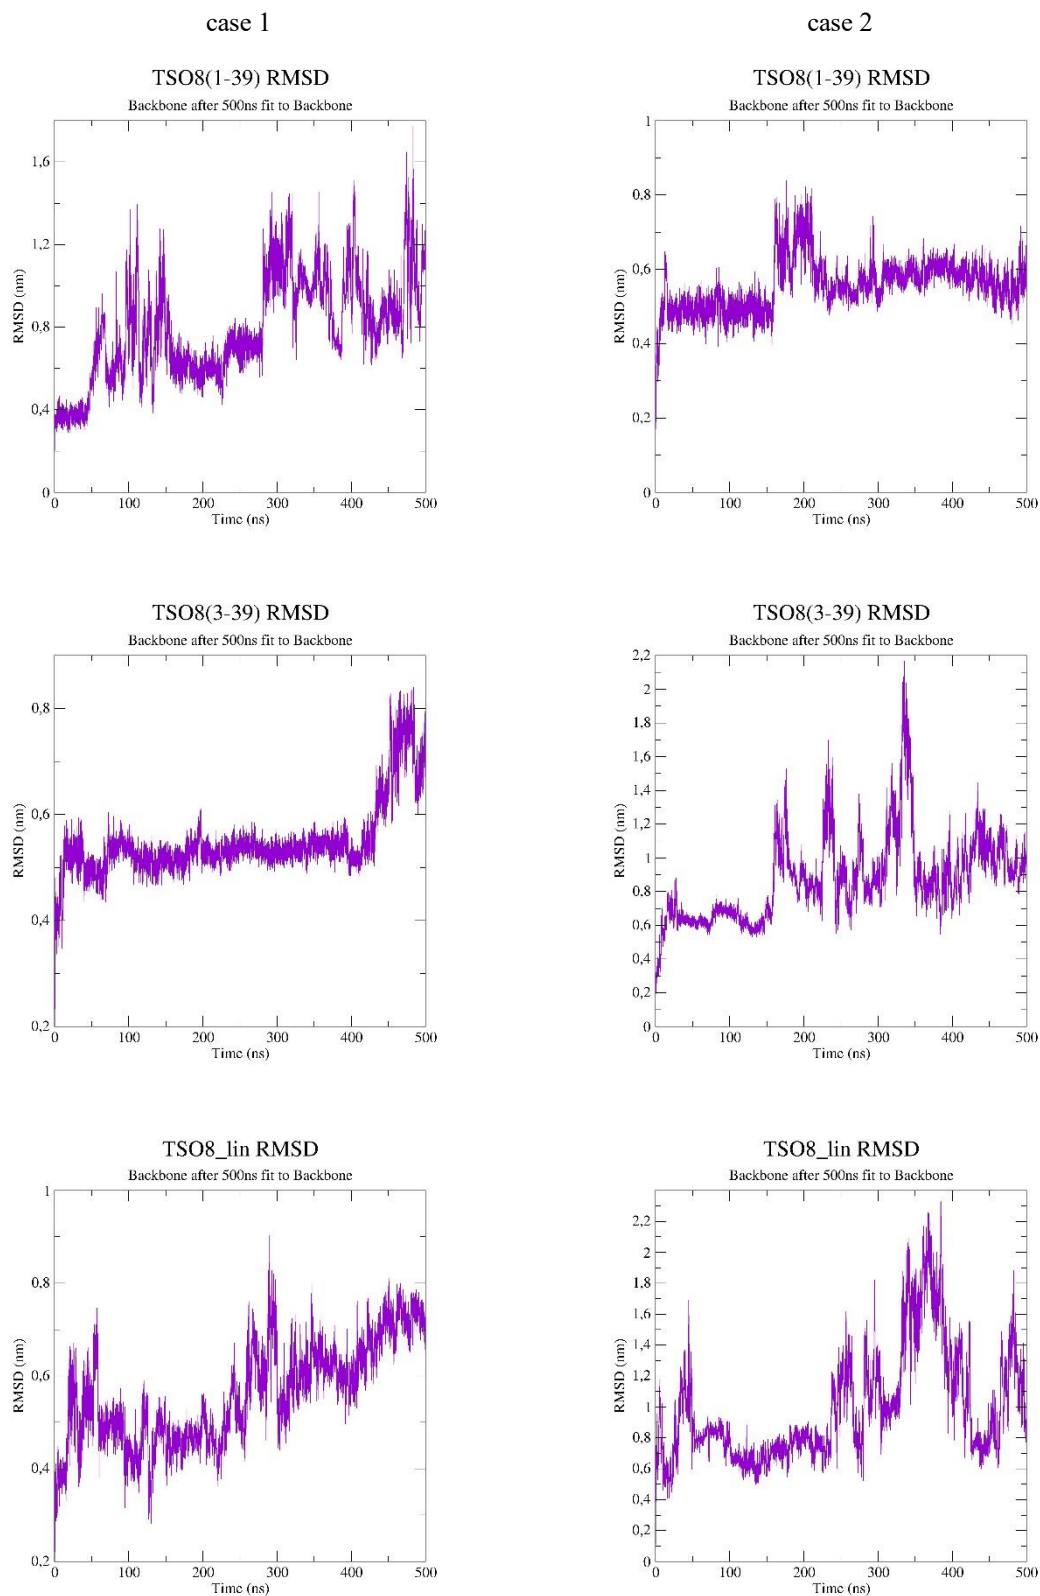 case 1
case 2
TSO8(1-39) RMSD
Backbone after 500ns fit to Backbone
RMSD (nm)
1,6
1,2
0,8
0,4
0
0 100 200 300 400 500
Time (ns)
TSO8(1-39) RMSD
Backbone after 500ns fit to Backbone
RMSD (nm)
1
0,8
0,6
0,4
0,2
0
0 100 200 300 400 500
Time (ns)
TSO8(3-39) RMSD
Backbone after 500ns fit to Backbone
RMSD (nm)
0,8
0,6
0,4
0,2
0 100 200 300 400 500
Time (ns)
TSO8(3-39) RMSD
Backbone after 500ns fit to Backbone
RMSD (nm)
2,2
2
1,8
1,6
1,4
1,2
1
0,8
0,6
0,4
0,2
0
0 100 200 300 400 500
Time (ns)
TSO8_lin RMSD
Backbone after 500ns fit to Backbone
RMSD (nm)
1
0,8
0,6
0,4
0,2
0 100 200 300 400 500
Time (ns)
TSO8_lin RMSD
Backbone after 500ns fit to Backbone
RMSD (nm)
2,2
2
1,8
1,6
1,4
1,2
1
0,8
0,6
0,4
0,2
0
0 100 200 300 400 500
Time (ns)